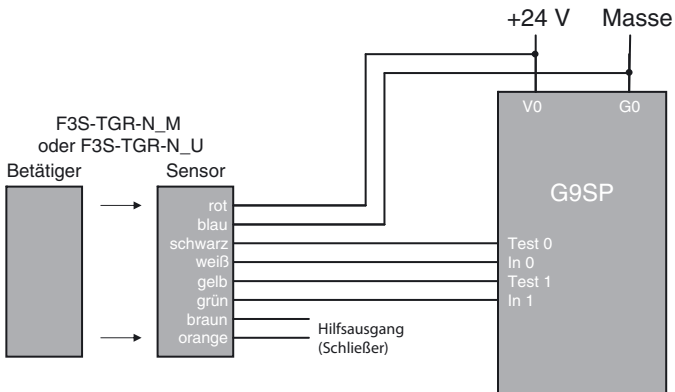 +24 V Masse
V0 G0
F3S-TGR-N_M
oder F3S-TGR-N_U
Betätiger Sensor
G9SP
rot
blau
schwarz
weiß
gelb
grün
braun
orange
Test 0
In 0
Test 1
In 1
Hilfsausgang
(Schließer)